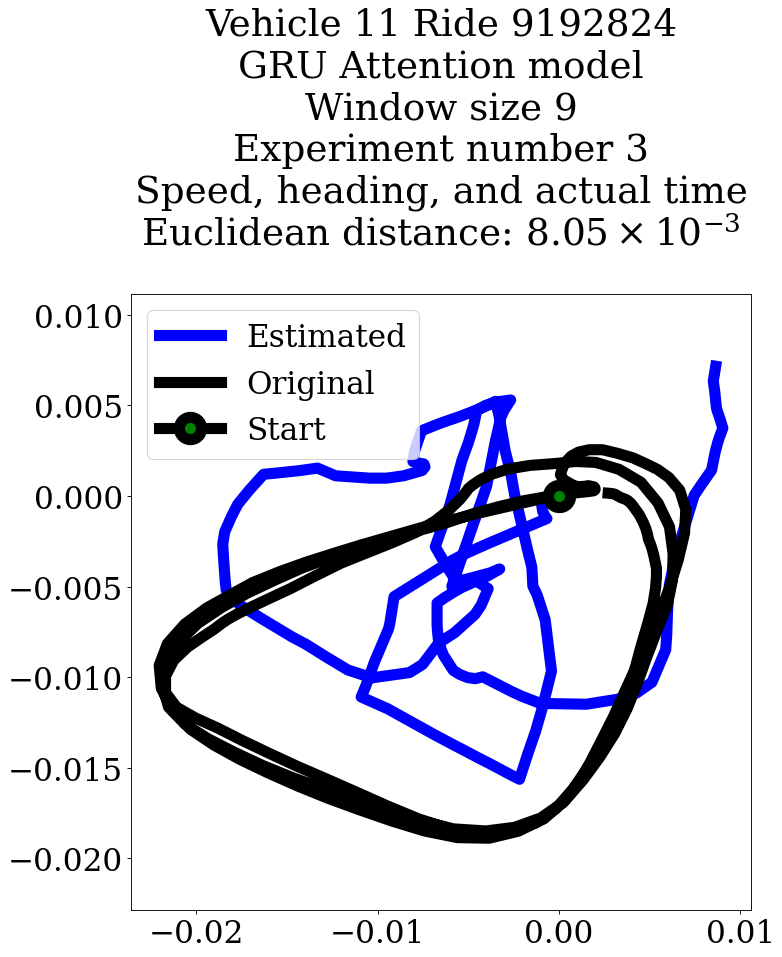 Vehicle 11 Ride 9192824
GRU Attention model
Window size 9
Experiment number 3
Speed, heading, and actual time
Euclidean distance: 8.05 × 10⁻³
0.010
0.005
0.000
−0.005
−0.010
−0.015
−0.020
Estimated
Original
Start
−0.02 −0.01 0.00 0.01